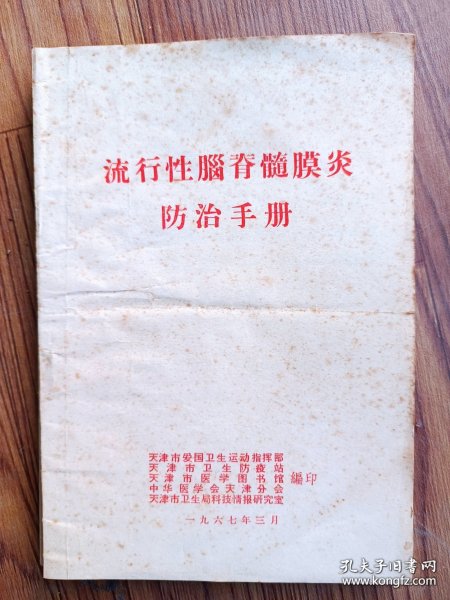 流行性腦脊髓膜炎
防治手册
天津市爱国卫生运动指挥部
天津市卫生防疫站
天津市医学图书馆
中华医学会天津分会
天津市卫生局科技情报研究室
編印
一九六七年三月
孔夫子旧书网
www.kongfz.com